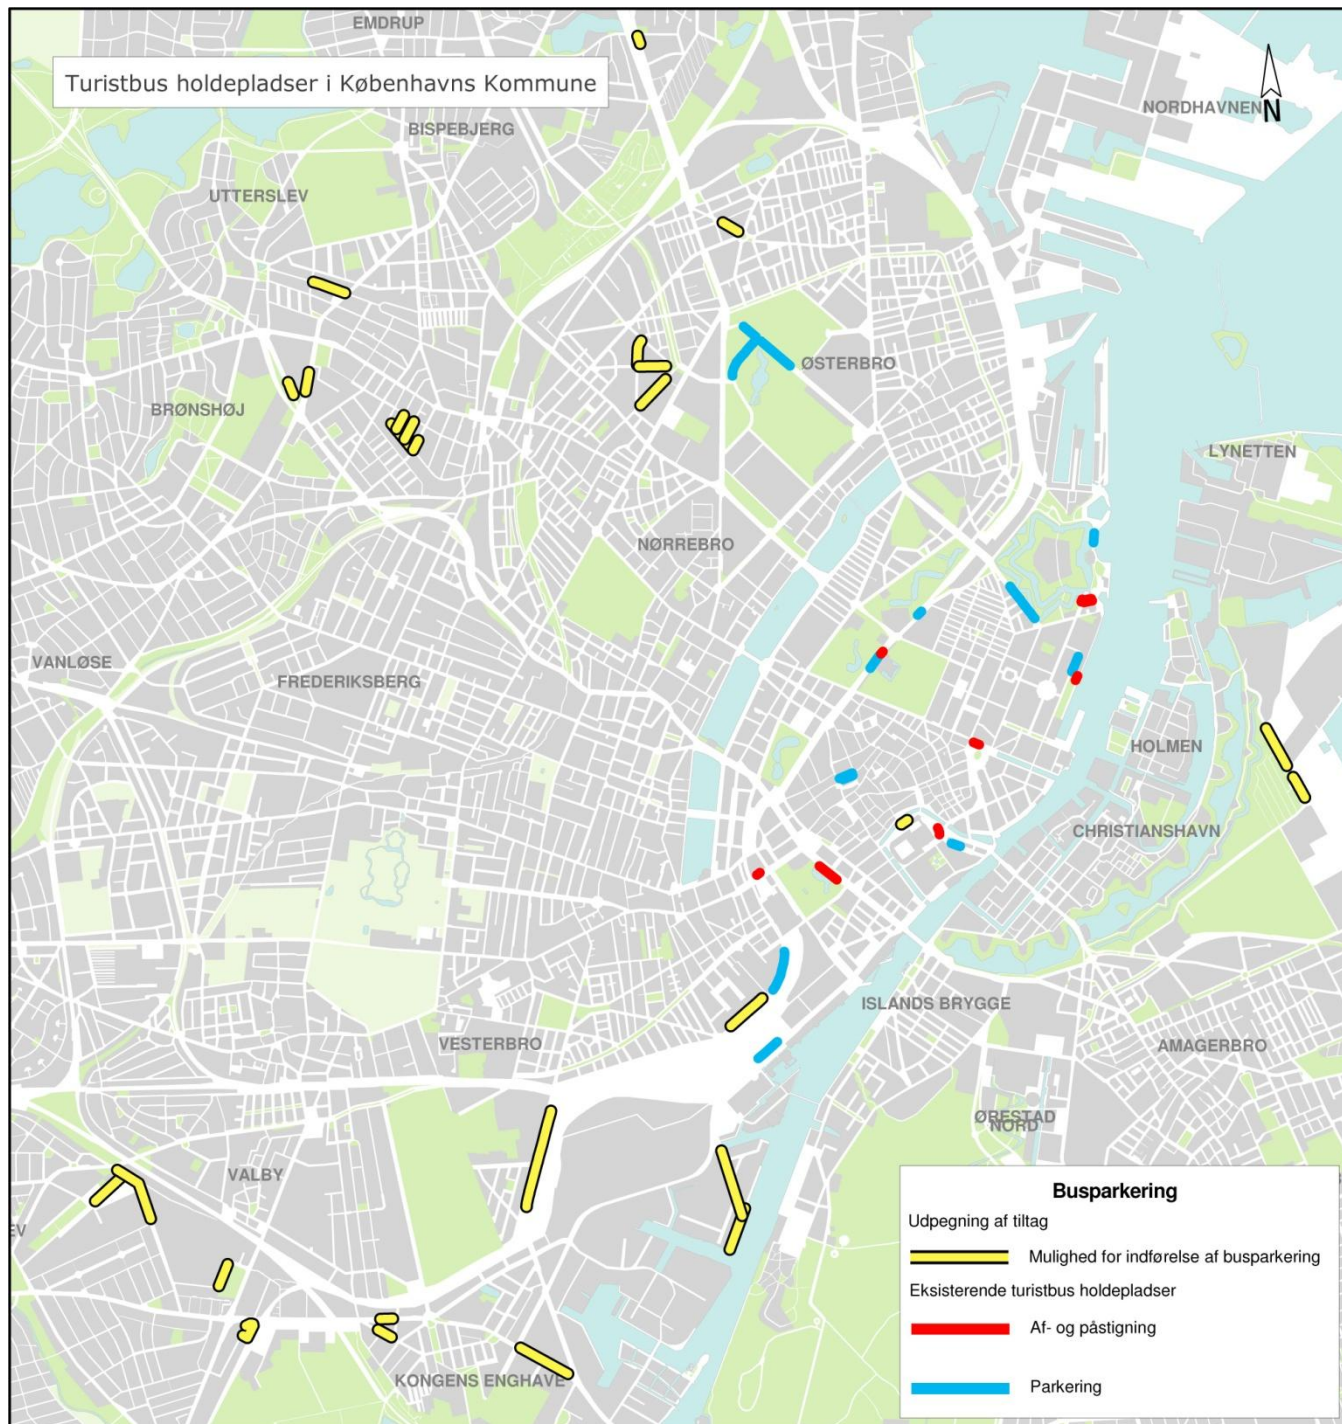 EMDRUP
Turistbus holdepladser i Københavns Kommune
NORDHAVNEN
N
BISPEBJERG
UTTERSLEV
ØSTERBRO
BRØNSHØJ
LYNETTEN
NØRREBRO
VANLØSE
FREDERIKSBERG
HOLMEN
CHRISTIANSHAVN
ISLANDS BRYGGE
VESTERBRO
AMAGERBRO
ØRESTAD
NORD
VALBY
EV
KONGENS ENGHAVE
Busparkering
Udpegning af tiltag
Mulighed for indførelse af busparkering
Eksisterende turistbus holdepladser
Af- og påstigning
Parkering